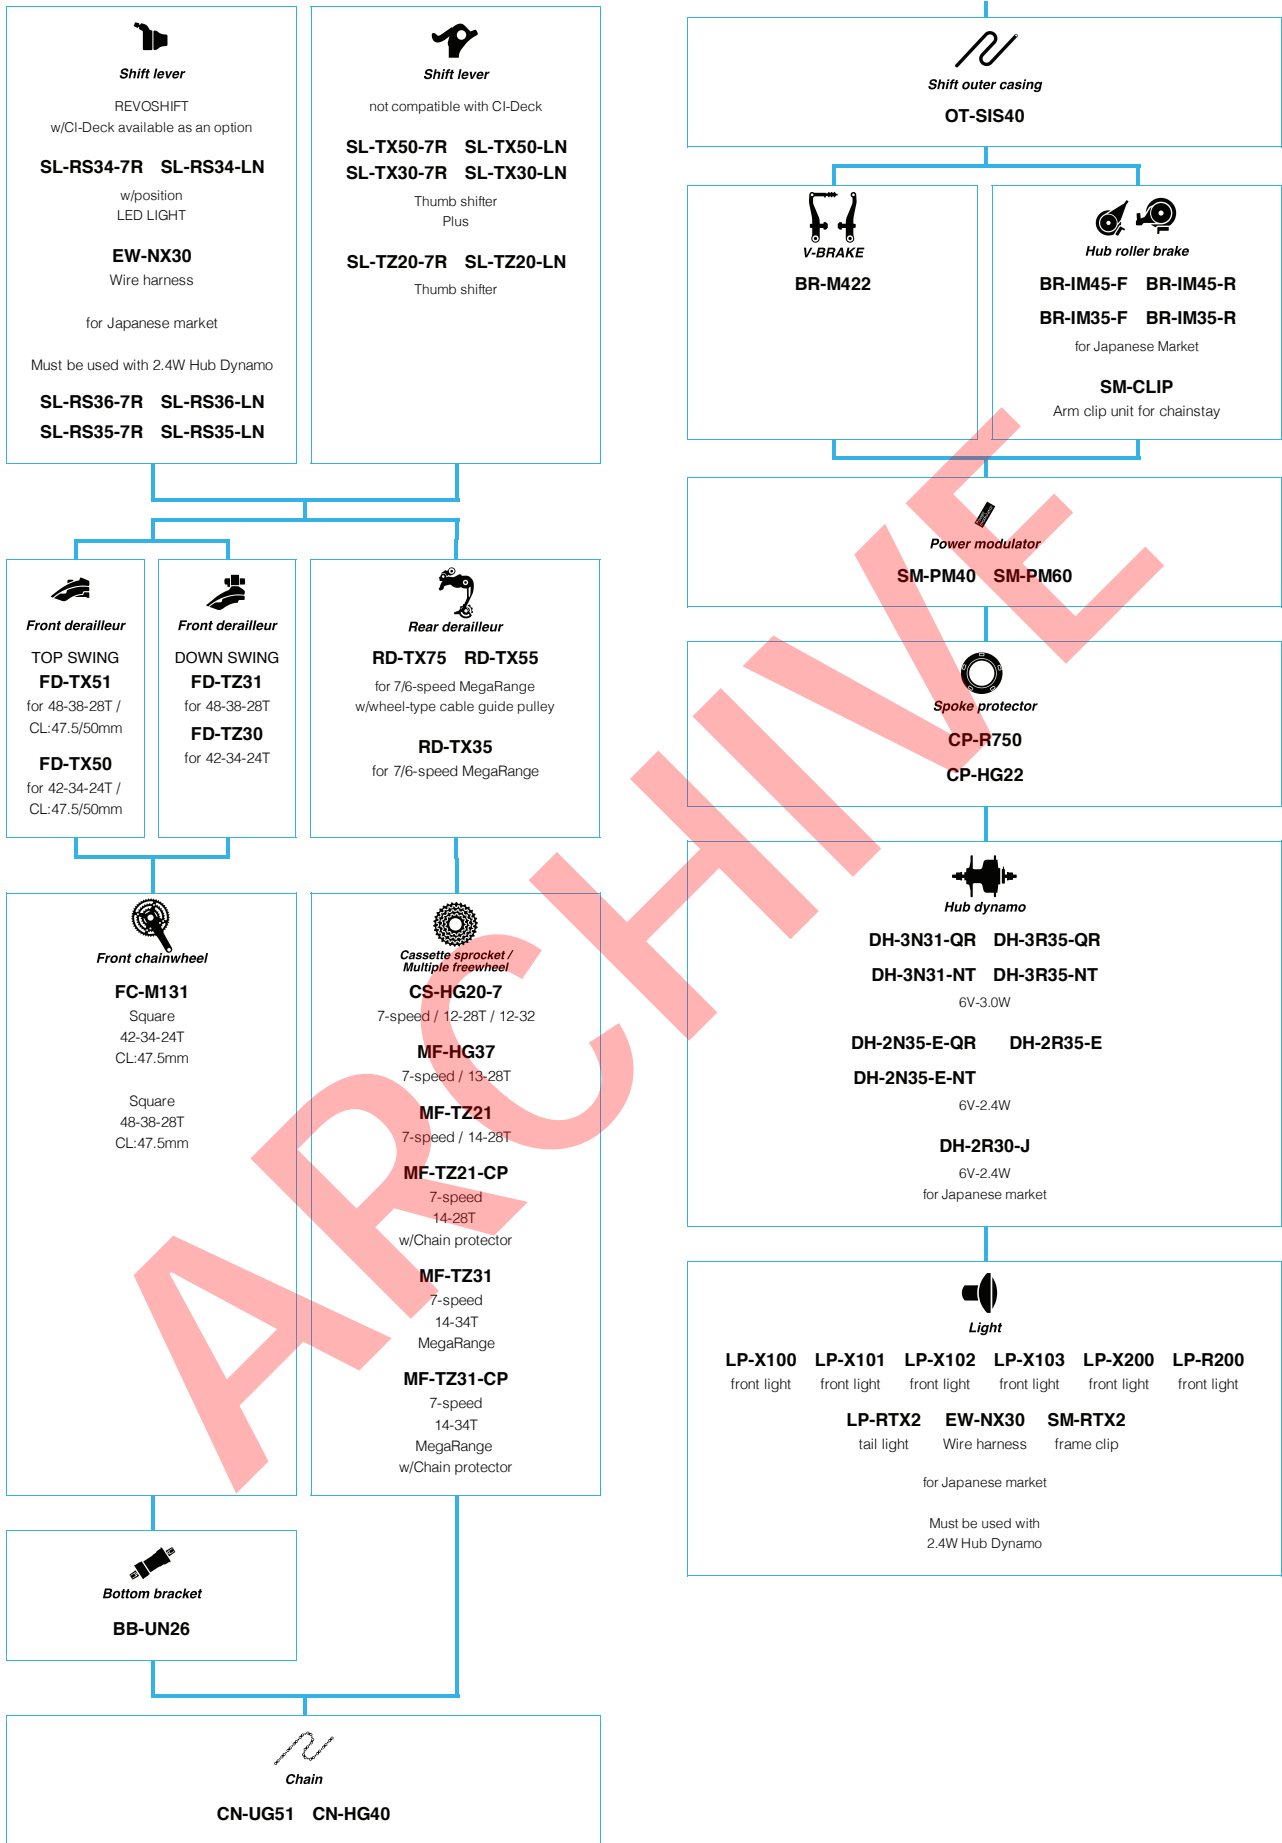 Shift lever
REVOSHIFT
w/CI-Deck available as an option
SL-RS34-7R SL-RS34-LN
w/position
LED LIGHT
EW-NX30
Wire harness
for Japanese market
Must be used with 2.4W Hub Dynamo
SL-RS36-7R SL-RS36-LN
SL-RS35-7R SL-RS35-LN
Shift lever
not compatible with CI-Deck
SL-TX50-7R SL-TX50-LN
SL-TX30-7R SL-TX30-LN
Thumb shifter
Plus
SL-TZ20-7R SL-TZ20-LN
Thumb shifter
Front derailleur
TOP SWING
FD-TX51
for 48-38-28T /
CL:47.5/50mm
FD-TX50
for 42-34-24T /
CL:47.5/50mm
Front derailleur
DOWN SWING
FD-TZ31
for 48-38-28T
FD-TZ30
for 42-34-24T
Rear derailleur
RD-TX75 RD-TX55
for 7/6-speed MegaRange
w/wheel-type cable guide pulley
RD-TX35
for 7/6-speed MegaRange
Front chainwheel
FC-M131
Square
42-34-24T
CL:47.5mm
Square
48-38-28T
CL:47.5mm
Cassette sprocket /
Multiple freewheel
CS-HG20-7
7-speed / 12-28T / 12-32
MF-HG37
7-speed / 13-28T
MF-TZ21
7-speed / 14-28T
MF-TZ21-CP
7-speed
14-28T
w/Chain protector
MF-TZ31
7-speed
14-34T
MegaRange
MF-TZ31-CP
7-speed
14-34T
MegaRange
w/Chain protector
Bottom bracket
BB-UN26
Chain
CN-UG51 CN-HG40
Shift outer casing
OT-SIS40
V-BRAKE
BR-M422
Hub roller brake
BR-IM45-F BR-IM45-R
BR-IM35-F BR-IM35-R
for Japanese Market
SM-CLIP
Arm clip unit for chainstay
Power modulator
SM-PM40 SM-PM60
Spoke protector
CP-R750
CP-HG22
Hub dynamo
DH-3N31-QR DH-3R35-QR
DH-3N31-NT DH-3R35-NT
6V-3.0W
DH-2N35-E-QR DH-2R35-E
DH-2N35-E-NT
6V-2.4W
DH-2R30-J
6V-2.4W
for Japanese market
Light
LP-X100 LP-X101 LP-X102 LP-X103 LP-X200 LP-R200
front light front light front light front light front light front light
LP-RTX2 EW-NX30 SM-RTX2
tail light Wire harness frame clip
for Japanese market
Must be used with
2.4W Hub Dynamo
ARCHIVE